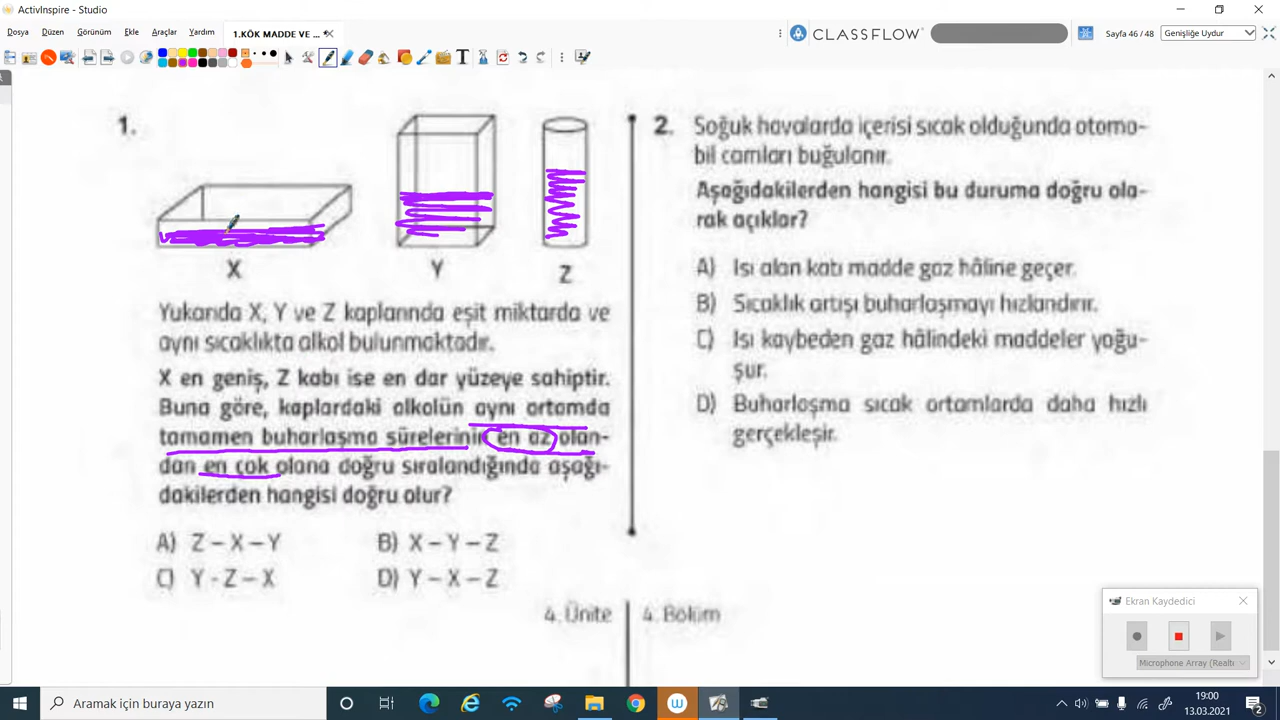 ActivInspire - Studio
Dosya Düzen Görünüm Ekle Araçlar Yardım 1.KÖK MADDE VE ...
CLASSFLOW
Sayfa 46 / 48 Genişliğe Uydur
1.
X Y Z
Yukarıda X, Y ve Z kaplarında eşit miktarda ve
aynı sıcaklıkta alkol bulunmaktadır.
X en geniş, Z kabı ise en dar yüzeye sahiptir.
Buna göre, kaplardaki alkolün aynı ortamda
tamamen buharlaşma sürelerinin en az olan-
dan en çok olana doğru sıralandığında aşağı-
dakilerden hangisi doğru olur?
A) Z – X – Y B) X – Y – Z
C) Y - Z – X D) Y – X – Z
2. Soğuk havalarda içerisi sıcak olduğunda otomo-
bil camları buğulanır.
Aşağıdakilerden hangisi bu durumu doğru ola-
rak açıklar?
A) Isı alan katı madde gaz hâline geçer.
B) Sıcaklık artışı buharlaşmayı hızlandırır.
C) Isı kaybeden gaz hâlindeki maddeler yoğu-
şur.
D) Buharlaşma sıcak ortamlarda daha hızlı
gerçekleşir.
4. Ünite 4. Bölüm
Ekran Kaydedici
Microphone Array (Realte
Aramak için buraya yazın
19:00
13.03.2021
2